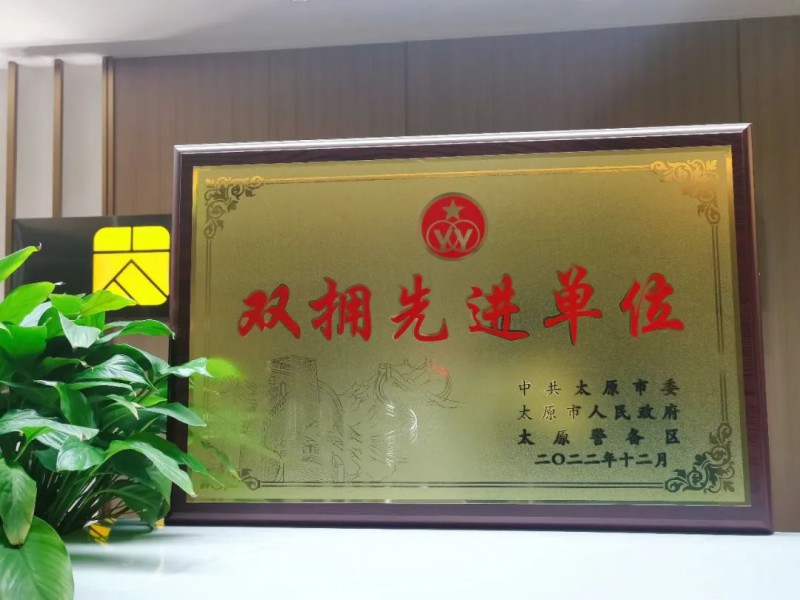 双拥先进单位
中共太原市委
太原市人民政府
太原警备区
二〇二二年十二月